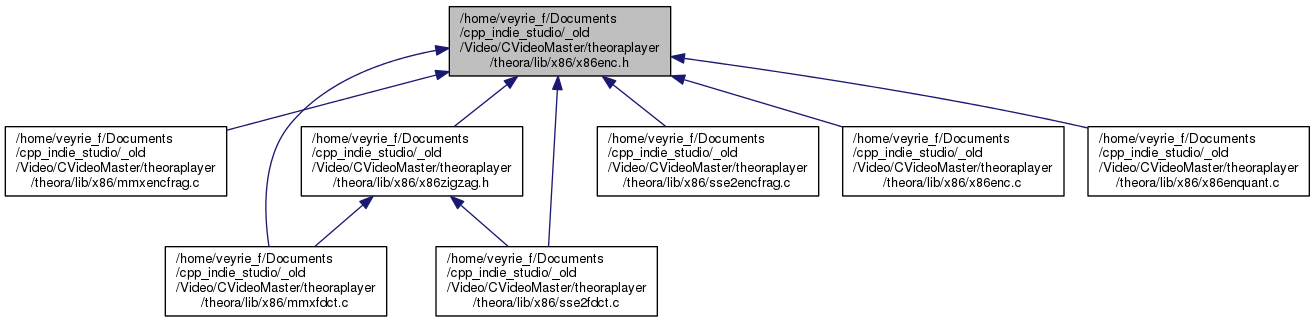 /home/veyrie_f/Documents
/cpp_indie_studio/_old
/Video/CVideoMaster/theoraplayer
/theora/lib/x86/x86enc.h
/home/veyrie_f/Documents
/cpp_indie_studio/_old
/Video/CVideoMaster/theoraplayer
/theora/lib/x86/mmxencfrag.c
/home/veyrie_f/Documents
/cpp_indie_studio/_old
/Video/CVideoMaster/theoraplayer
/theora/lib/x86/x86zigzag.h
/home/veyrie_f/Documents
/cpp_indie_studio/_old
/Video/CVideoMaster/theoraplayer
/theora/lib/x86/sse2encfrag.c
/home/veyrie_f/Documents
/cpp_indie_studio/_old
/Video/CVideoMaster/theoraplayer
/theora/lib/x86/x86enc.c
/home/veyrie_f/Documents
/cpp_indie_studio/_old
/Video/CVideoMaster/theoraplayer
/theora/lib/x86/x86enquant.c
/home/veyrie_f/Documents
/cpp_indie_studio/_old
/Video/CVideoMaster/theoraplayer
/theora/lib/x86/mmxfdct.c
/home/veyrie_f/Documents
/cpp_indie_studio/_old
/Video/CVideoMaster/theoraplayer
/theora/lib/x86/sse2fdct.c